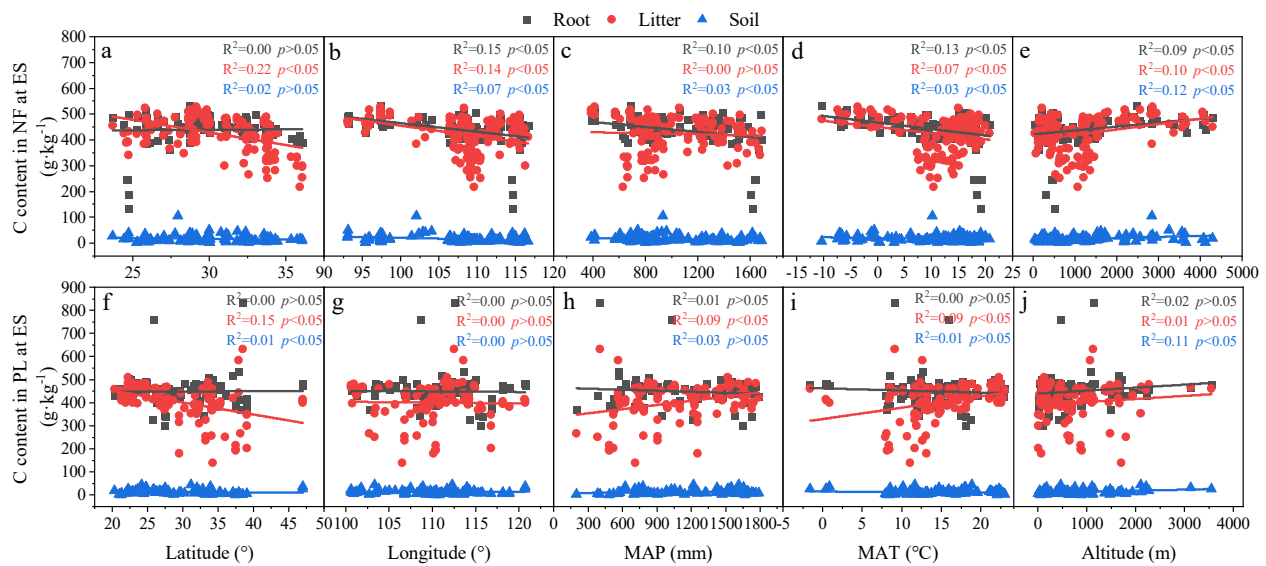 Root Litter Soil
C content in NF at ES
(g·kg⁻¹)
800
700
600
500
400
300
200
100
0
a
R²=0.00 p>0.05
R²=0.22 p<0.05
R²=0.02 p>0.05
b
R²=0.15 p<0.05
R²=0.14 p<0.05
R²=0.07 p<0.05
c
R²=0.10 p<0.05
R²=0.00 p>0.05
R²=0.03 p<0.05
d
R²=0.13 p<0.05
R²=0.07 p<0.05
R²=0.03 p<0.05
e
R²=0.09 p<0.05
R²=0.10 p<0.05
R²=0.12 p<0.05
25 30 35 90 95 100 105 110 115 120 400 800 1200 1600 -15 -10 -5 0 5 10 15 20 25 0 1000 2000 3000 4000 5000
C content in PL at ES
(g·kg⁻¹)
900
800
700
600
500
400
300
200
100
0
f
R²=0.00 p>0.05
R²=0.15 p<0.05
R²=0.01 p<0.05
g
R²=0.00 p>0.05
R²=0.00 p>0.05
R²=0.00 p>0.05
h
R²=0.01 p>0.05
R²=0.09 p<0.05
R²=0.03 p>0.05
i
R²=0.00 p>0.05
R²=0.09 p<0.05
R²=0.01 p>0.05
j
R²=0.02 p>0.05
R²=0.01 p>0.05
R²=0.11 p<0.05
20 25 30 35 40 45 50 100 105 110 115 120 0 200 400 600 800 1000 1200 1400 1600 1800 -5 0 5 10 15 20 0 1000 2000 3000 4000
Latitude (°) Longitude (°) MAP (mm) MAT (℃) Altitude (m)